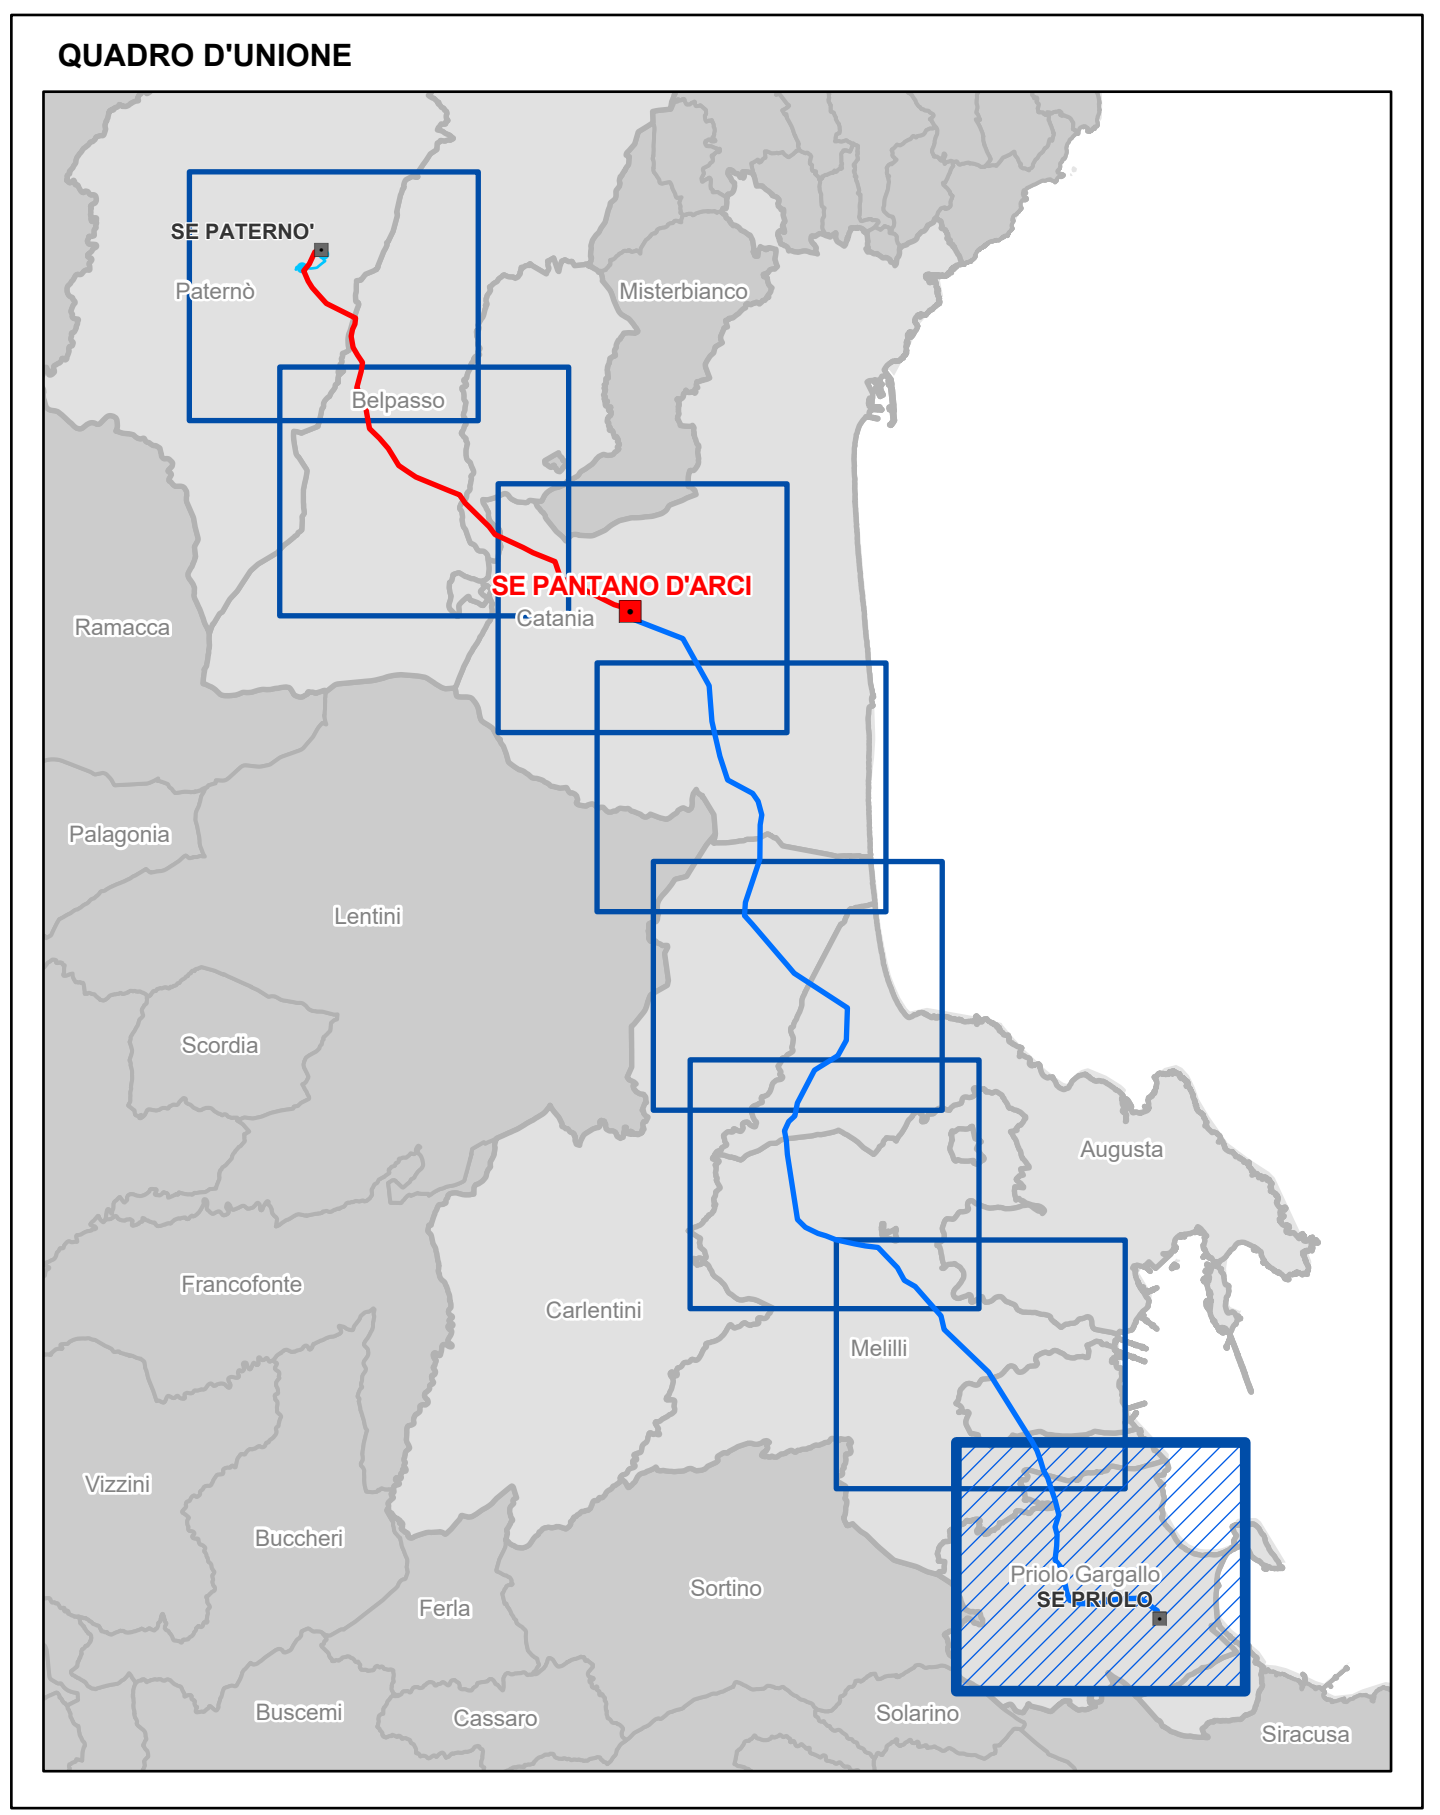 QUADRO D'UNIONE
SE PATERNO'
Paternò
Misterbianco
Belpasso
SE PANTANO D'ARCI
Catania
Ramacca
Palagonia
Lentini
Scordia
Augusta
Francofonte
Carlentini
Melilli
Vizzini
Buccheri
Priolo Gargallo
SE PRIOLO
Sortino
Ferla
Buscemi
Cassaro
Solarino
Siracusa